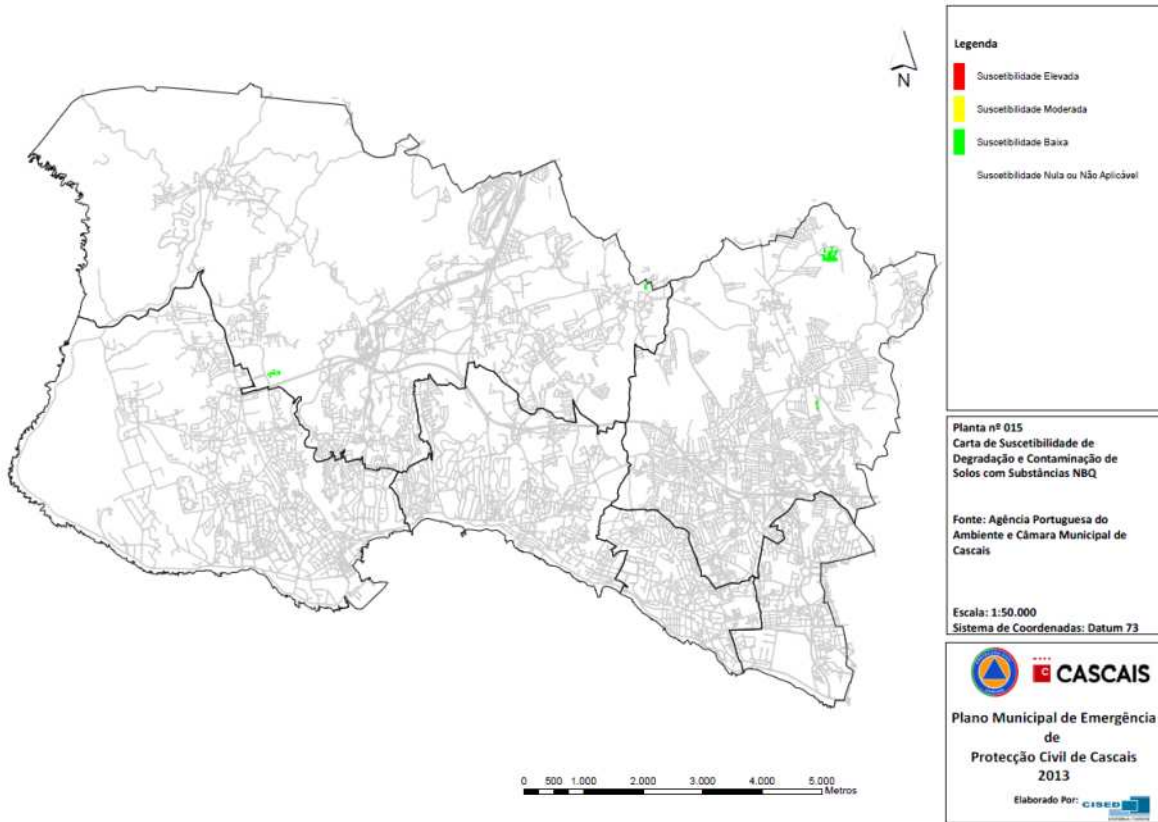 N
Legenda
Suscetibilidade Elevada
Suscetibilidade Moderada
Suscetibilidade Baixa
Suscetibilidade Nula ou Não Aplicável
Planta nº 015
Carta de Suscetibilidade de
Degradação e Contaminação de
Solos com Substâncias NBQ
Fonte: Agência Portuguesa do
Ambiente e Câmara Municipal de
Cascais
Escala: 1:50.000
Sistema de Coordenadas: Datum 73
C CASCAIS
Plano Municipal de Emergência
de
Protecção Civil de Cascais
2013
Elaborado Por: CISED
0 500 1.000 2.000 3.000 4.000 5.000
Metros